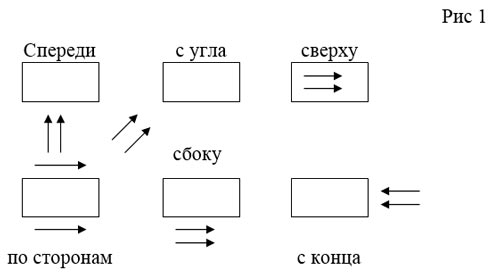 Рис 1
Спереди
с угла
сверху
сбоку
по сторонам
с конца